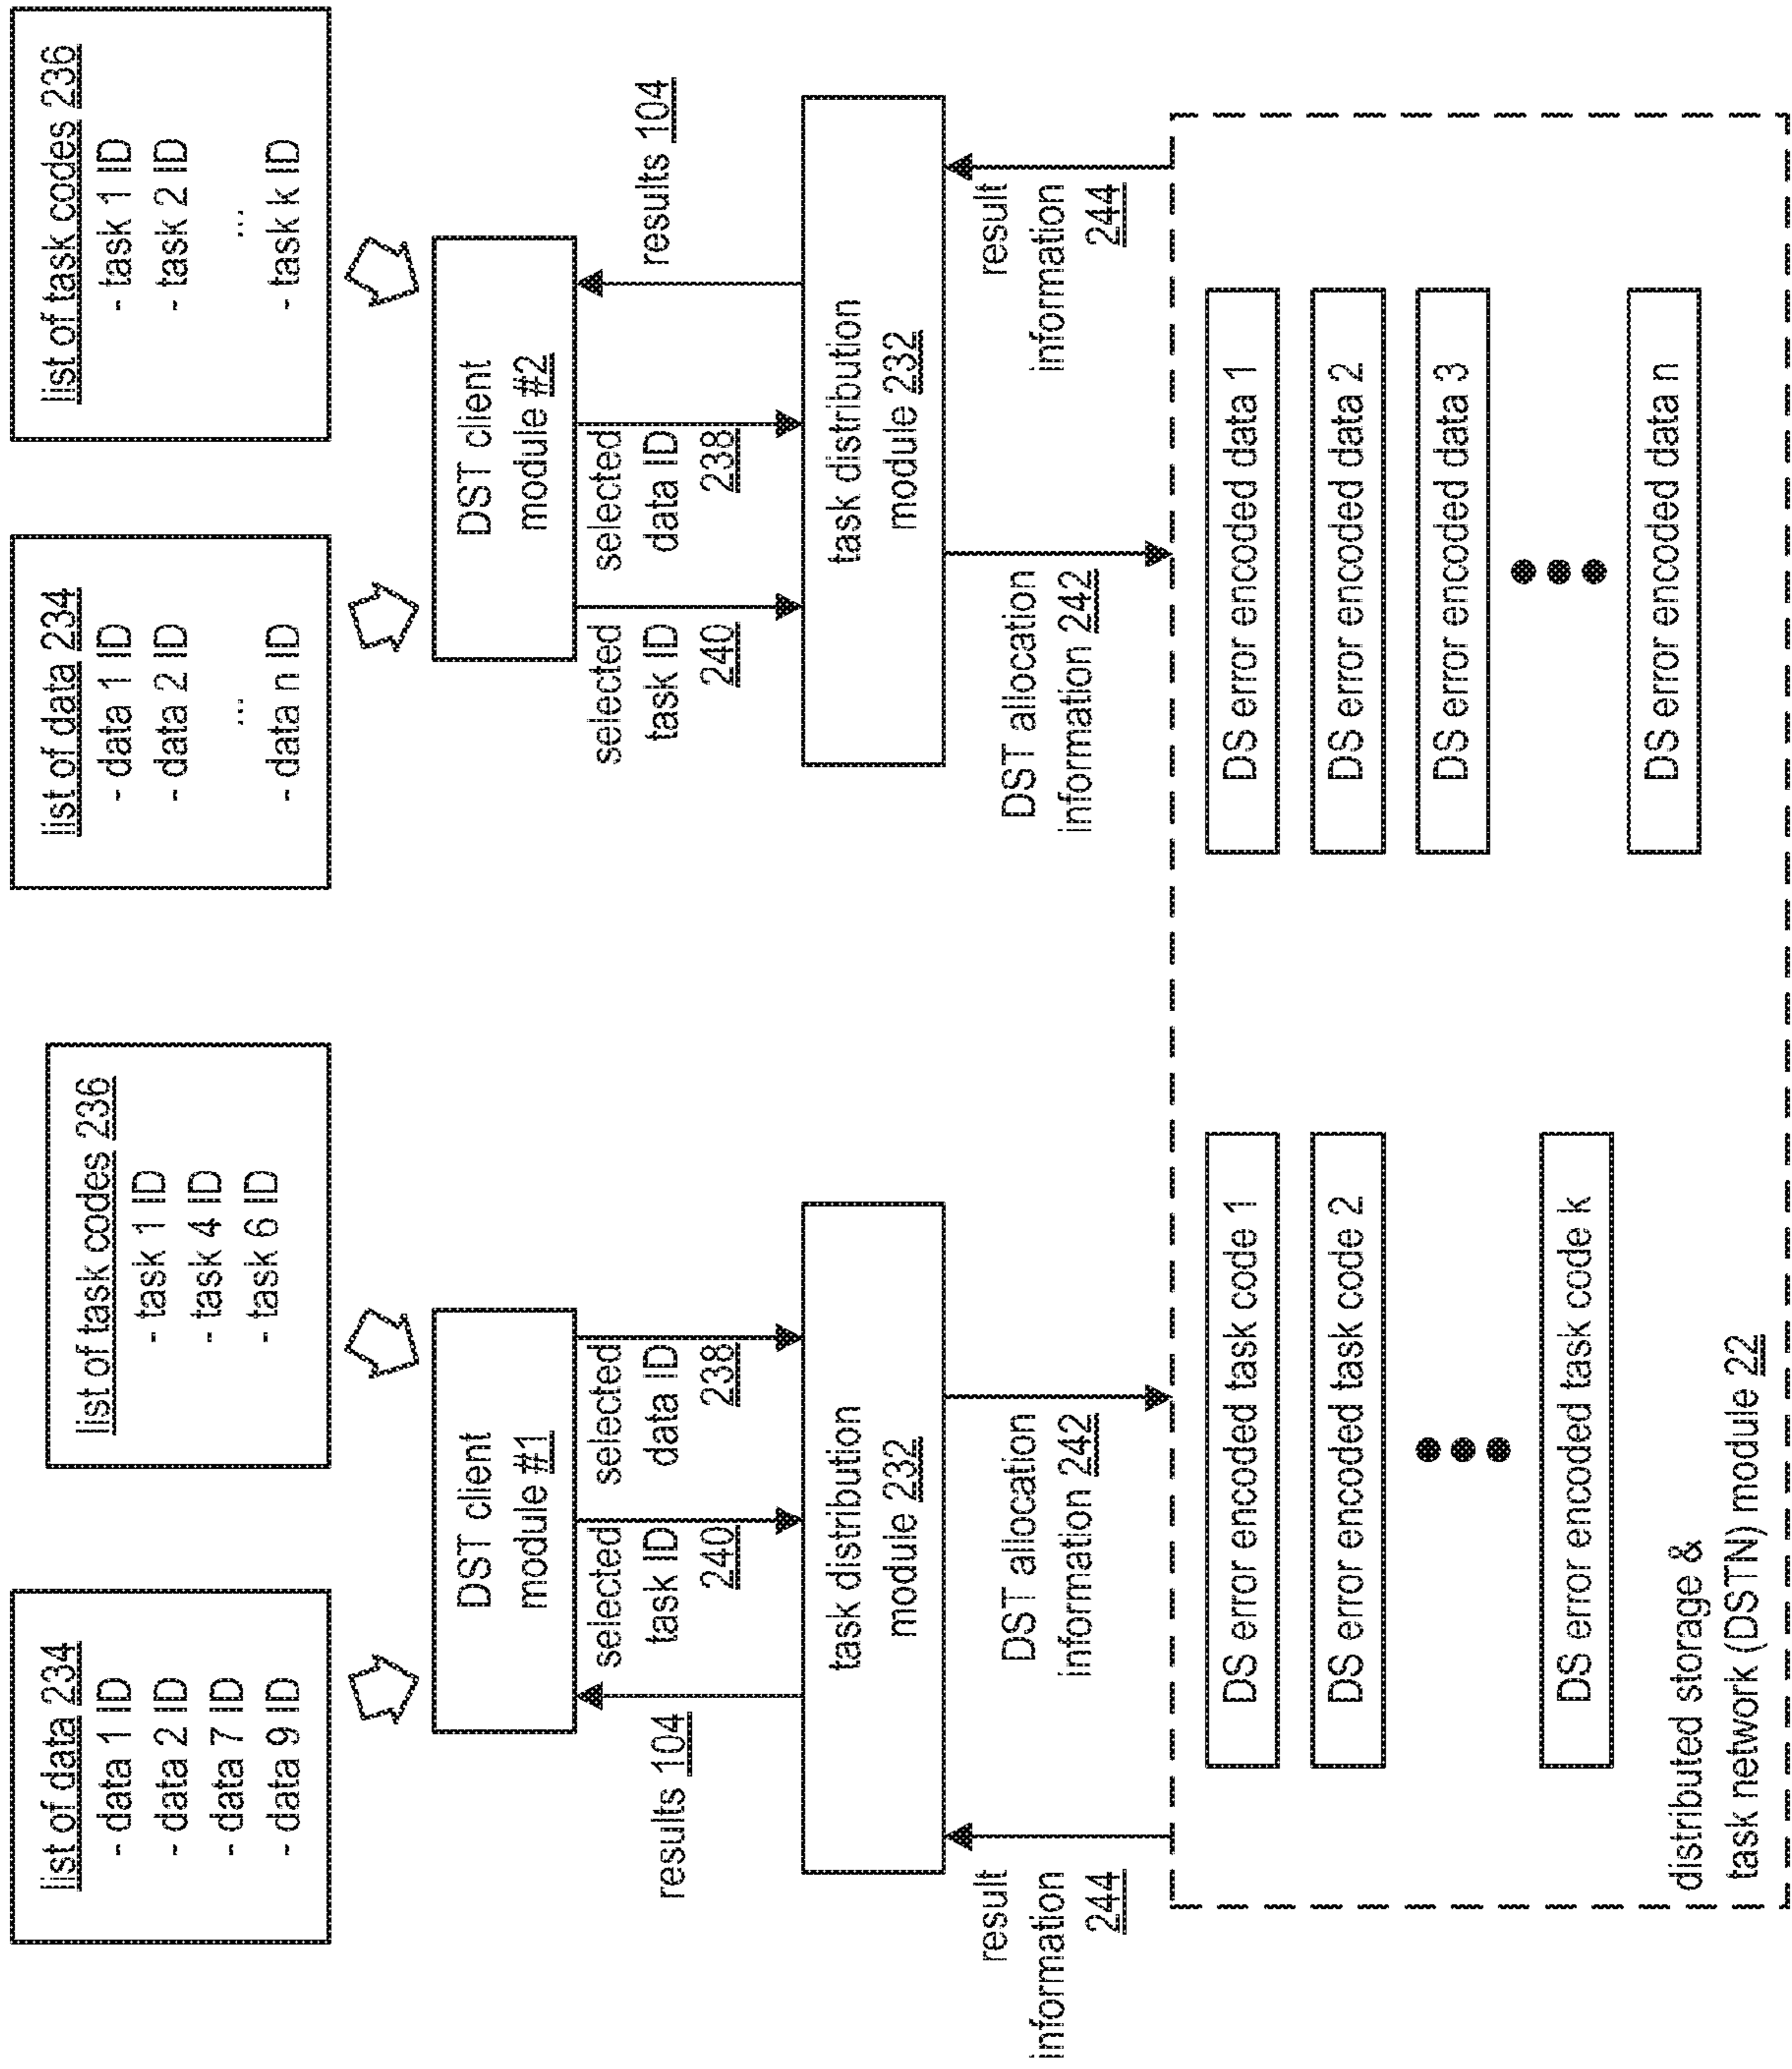 list of data 234
- data 1 ID
- data 2 ID
- data 7 ID
- data 9 ID
list of task codes 236
- task 1 ID
- task 4 ID
- task 6 ID
list of data 234
- data 1 ID
- data 2 ID
...
- data n ID
list of task codes 236
- task 1 ID
- task 2 ID
...
- task k ID
DST client
module #1
DST client
module #2
results 104
selected
task ID
240
selected
data ID
238
selected
task ID
240
selected
data ID
238
results 104
task distribution
module 232
task distribution
module 232
result
information
244
DST allocation
information 242
DST allocation
information 242
result
information
244
DS error encoded task code 1
DS error encoded task code 2
DS error encoded task code k
DS error encoded data 1
DS error encoded data 2
DS error encoded data 3
DS error encoded data n
distributed storage &
task network (DSTN) module 22